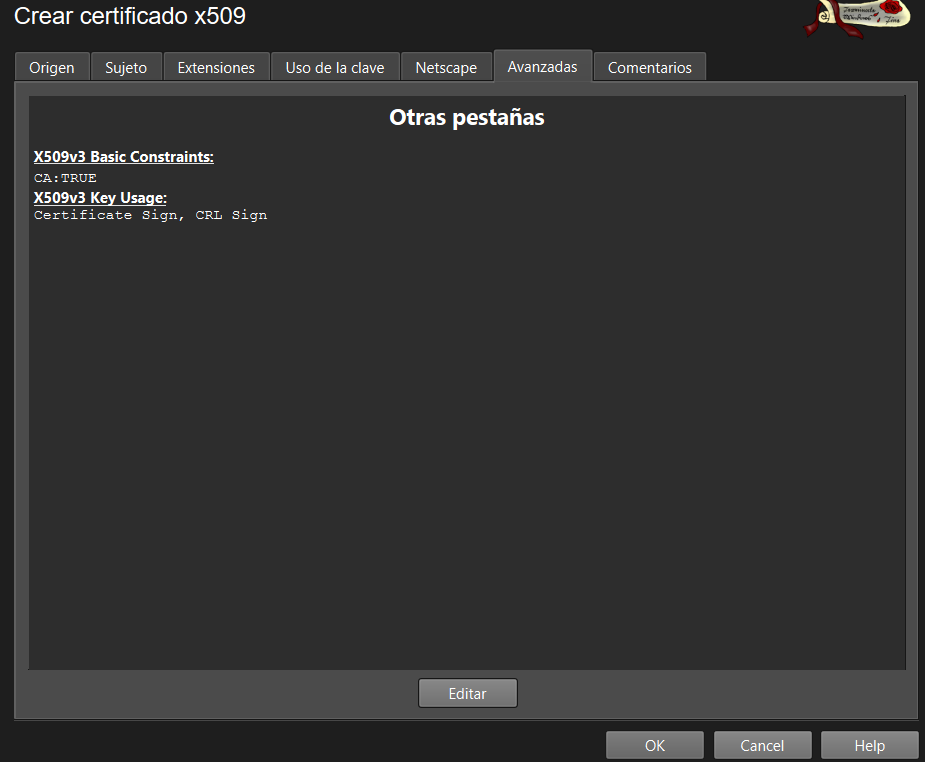 Crear certificado x509
Origen
Sujeto
Extensiones
Uso de la clave
Netscape
Avanzadas
Comentarios
Otras pestañas
X509v3 Basic Constraints:
CA:TRUE
X509v3 Key Usage:
Certificate Sign, CRL Sign
Editar
OK
Cancel
Help